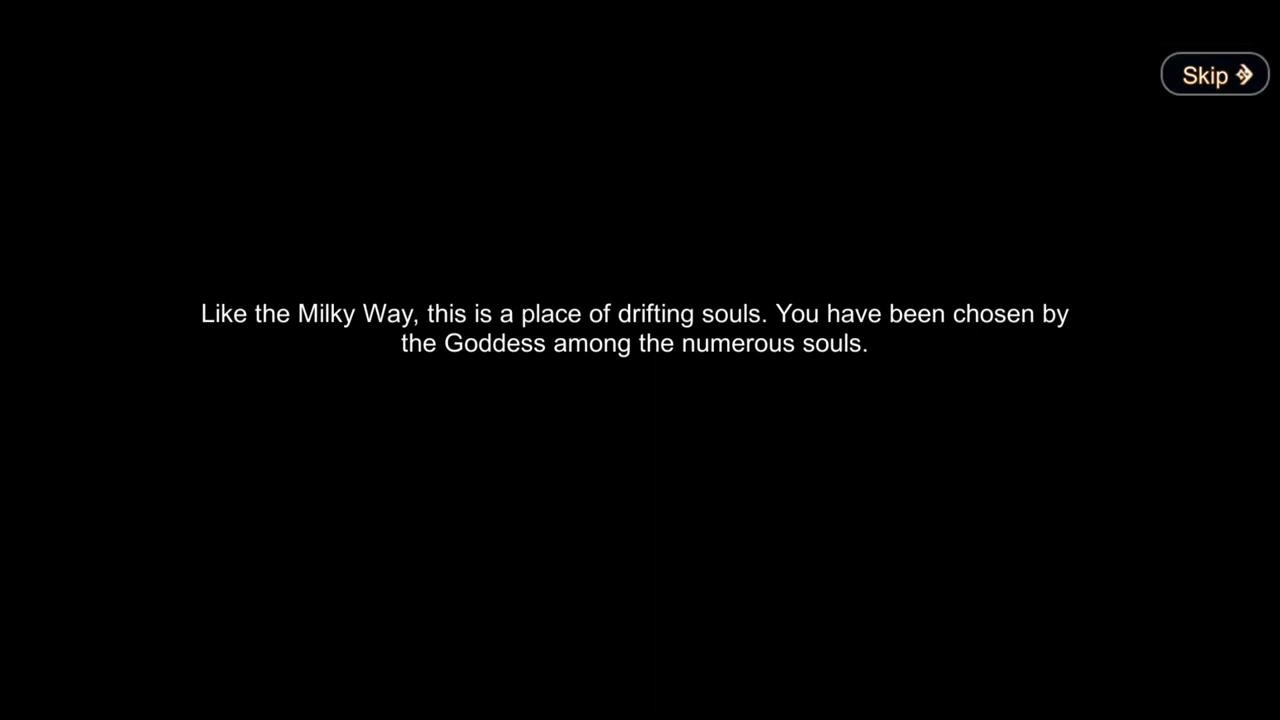 Skip
Like the Milky Way, this is a place of drifting souls. You have been chosen by
the Goddess among the numerous souls.